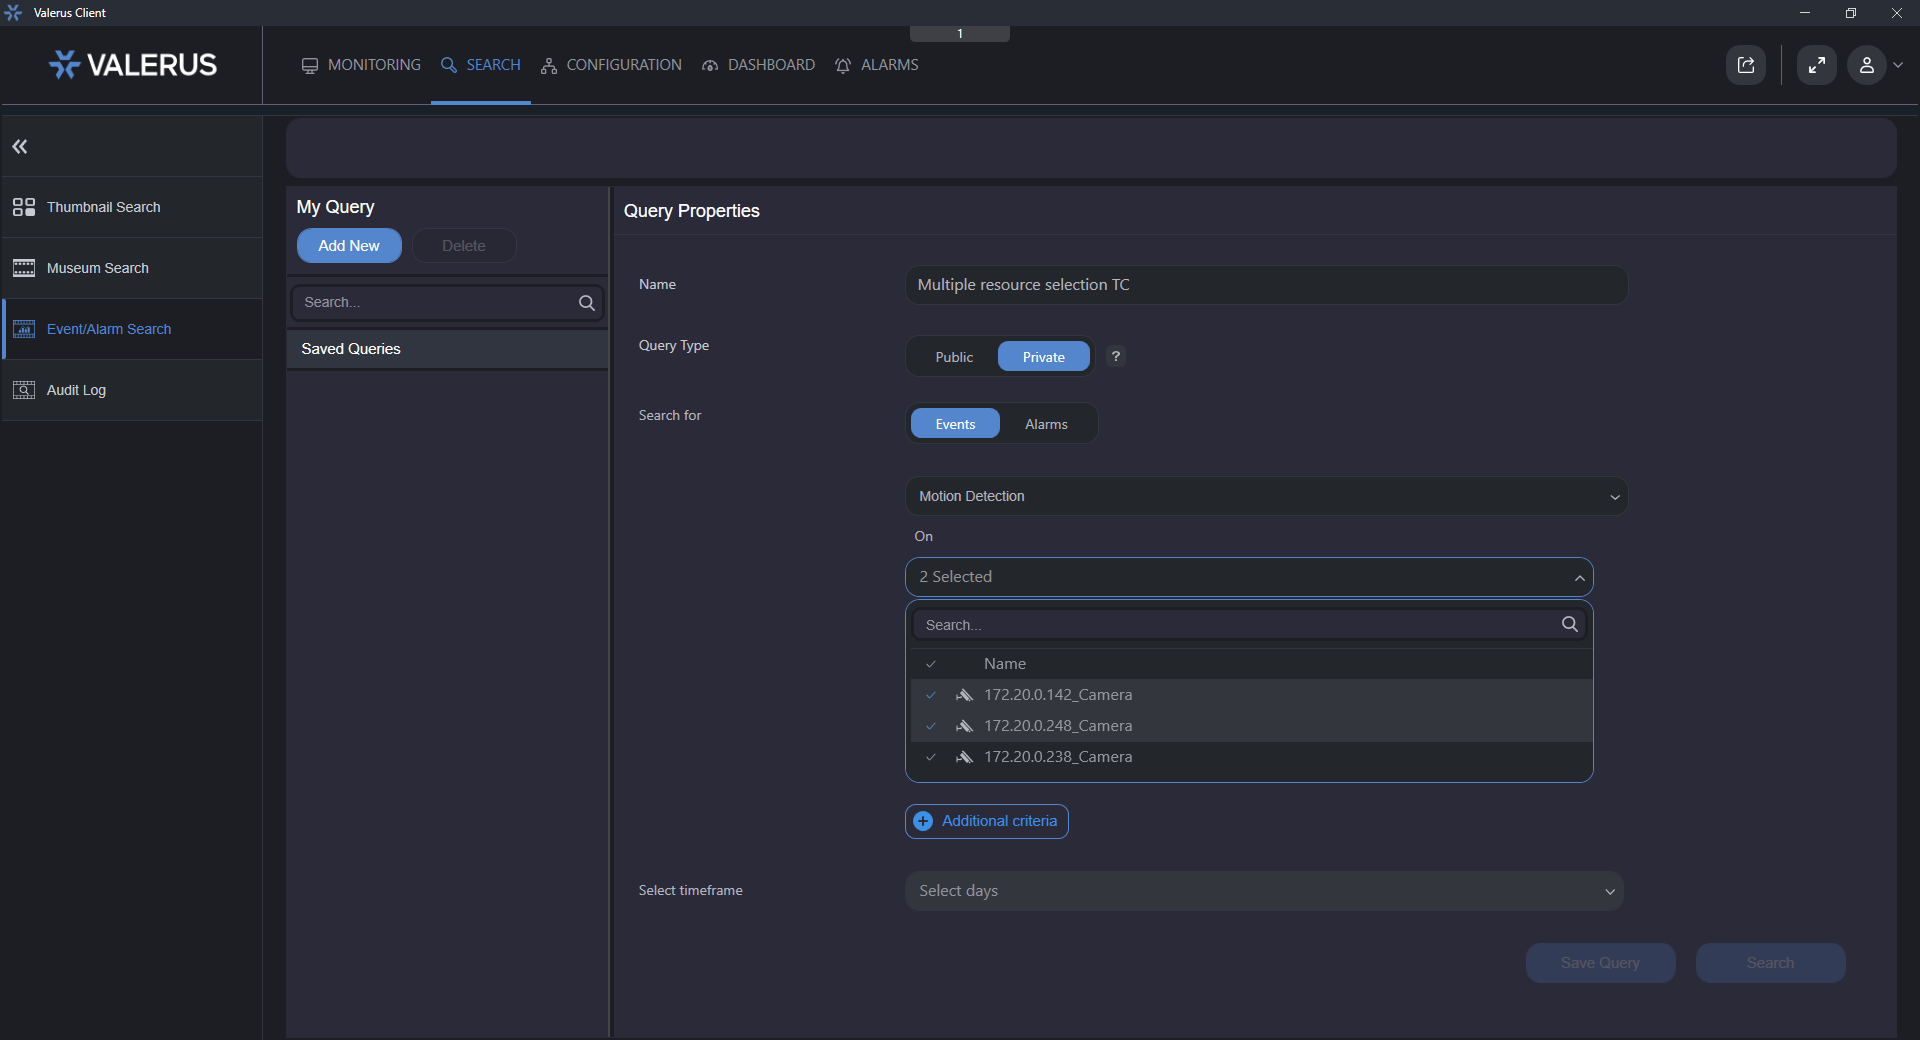 Valerus Client
1
VALERUS
MONITORING
SEARCH
CONFIGURATION
DASHBOARD
ALARMS
Thumbnail Search
Museum Search
Event/Alarm Search
Audit Log
My Query
Add New
Delete
Search...
Saved Queries
Query Properties
Name
Multiple resource selection TC
Query Type
Public
Private
?
Search for
Events
Alarms
Motion Detection
On
2 Selected
Search...
Name
172.20.0.142_Camera
172.20.0.248_Camera
172.20.0.238_Camera
Additional criteria
Select timeframe
Select days
Save Query
Search